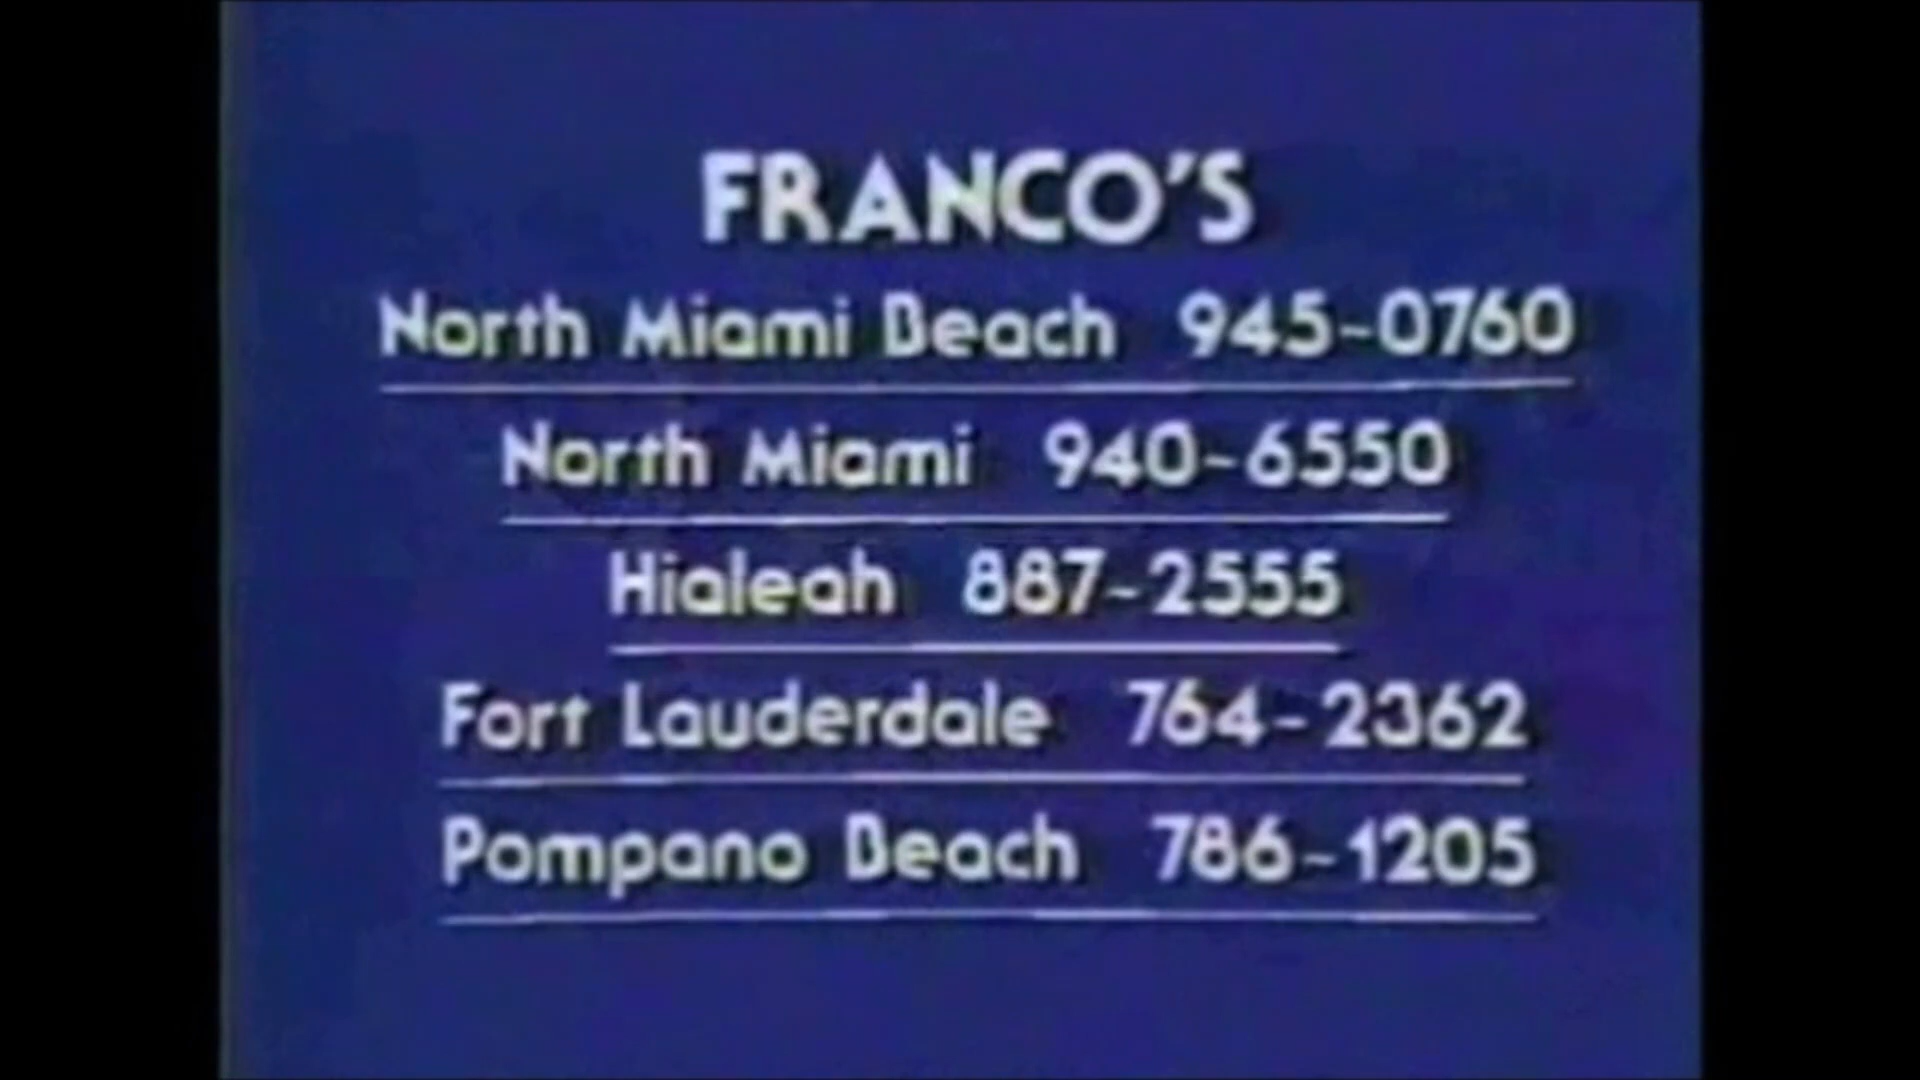 FRANCO'S
North Miami Beach 945-0760
North Miami 940-6550
Hialeah 887-2555
Fort Lauderdale 764-2362
Pompano Beach 786-1205